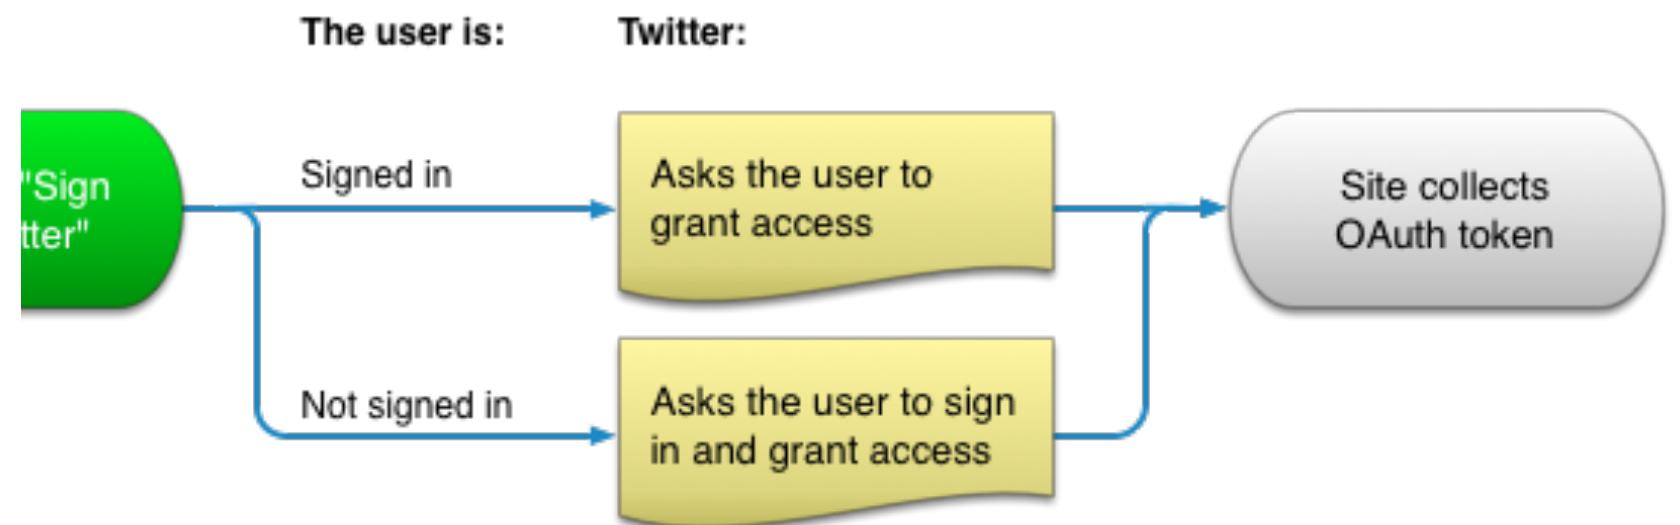 The user is:
Twitter:
"Sign
tter"
Signed in
Asks the user to
grant access
Site collects
OAuth token
Not signed in
Asks the user to sign
in and grant access